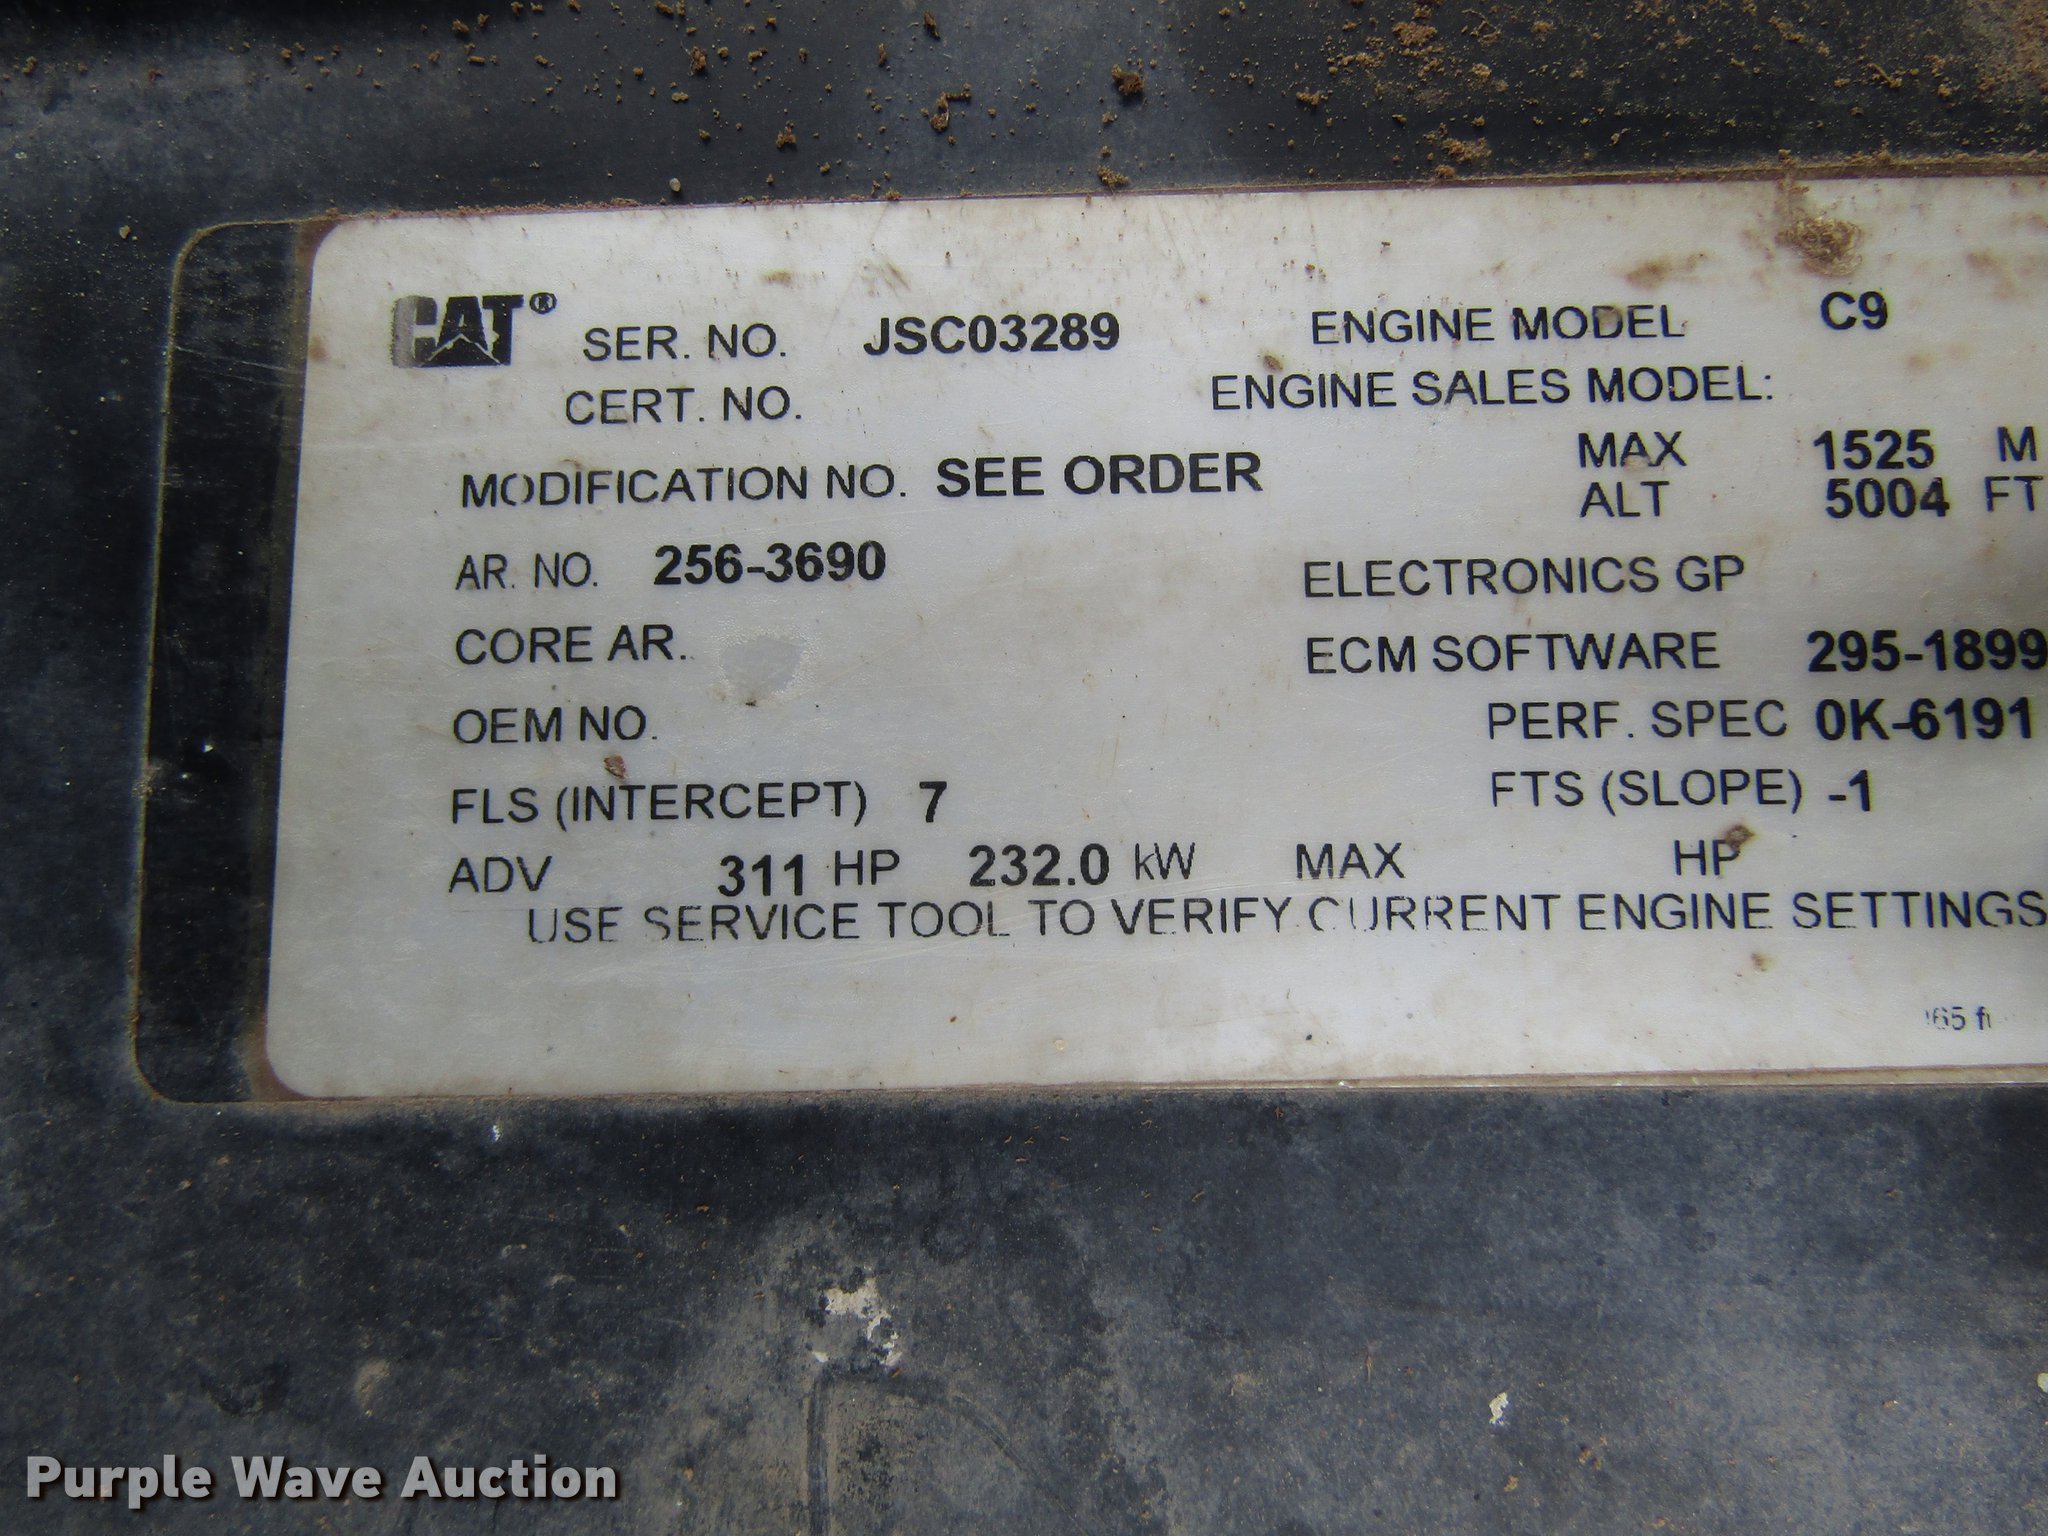 CAT® SER. NO. JSC03289 ENGINE MODEL C9
CERT. NO. ENGINE SALES MODEL:
MODIFICATION NO. SEE ORDER MAX 1525 M
ALT 5004 FT
AR. NO. 256-3690 ELECTRONICS GP
CORE AR. ECM SOFTWARE 295-1899
OEM NO. PERF. SPEC 0K-6191
FLS (INTERCEPT) 7 FTS (SLOPE) -1
ADV 311 HP 232.0 kW MAX HP
USE SERVICE TOOL TO VERIFY CURRENT ENGINE SETTINGS
Purple Wave Auction